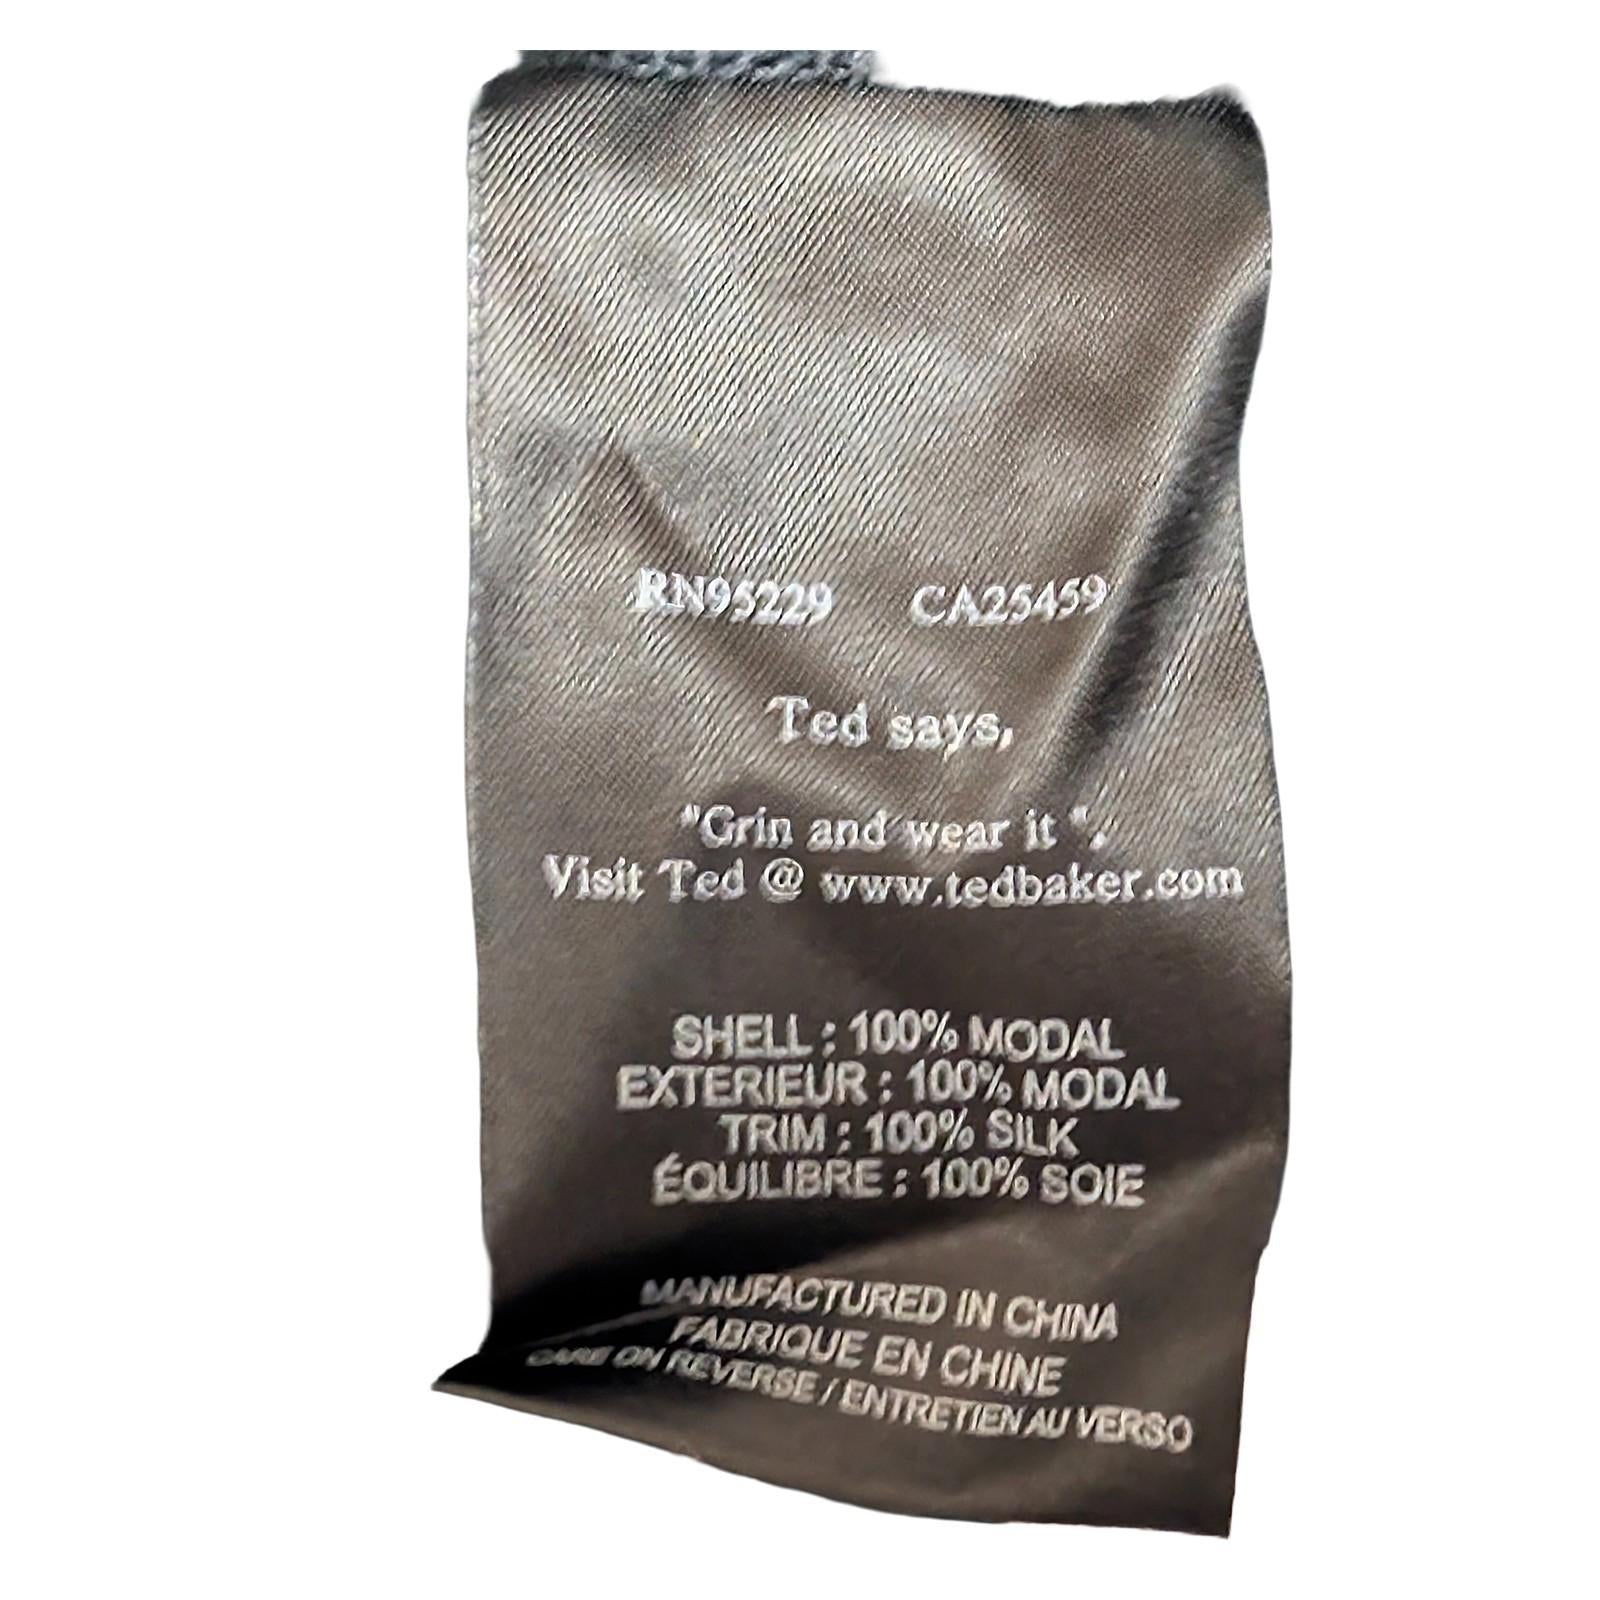 RN95229 CA25459
Ted says,
"Grin and wear it ".
Visit Ted @ www.tedbaker.com
SHELL : 100% MODAL
EXTERIEUR : 100% MODAL
TRIM : 100% SILK
ÉQUILIBRE : 100% SOIE
MANUFACTURED IN CHINA
FABRIQUE EN CHINE
CARE ON REVERSE / ENTRETIEN AU VERSO